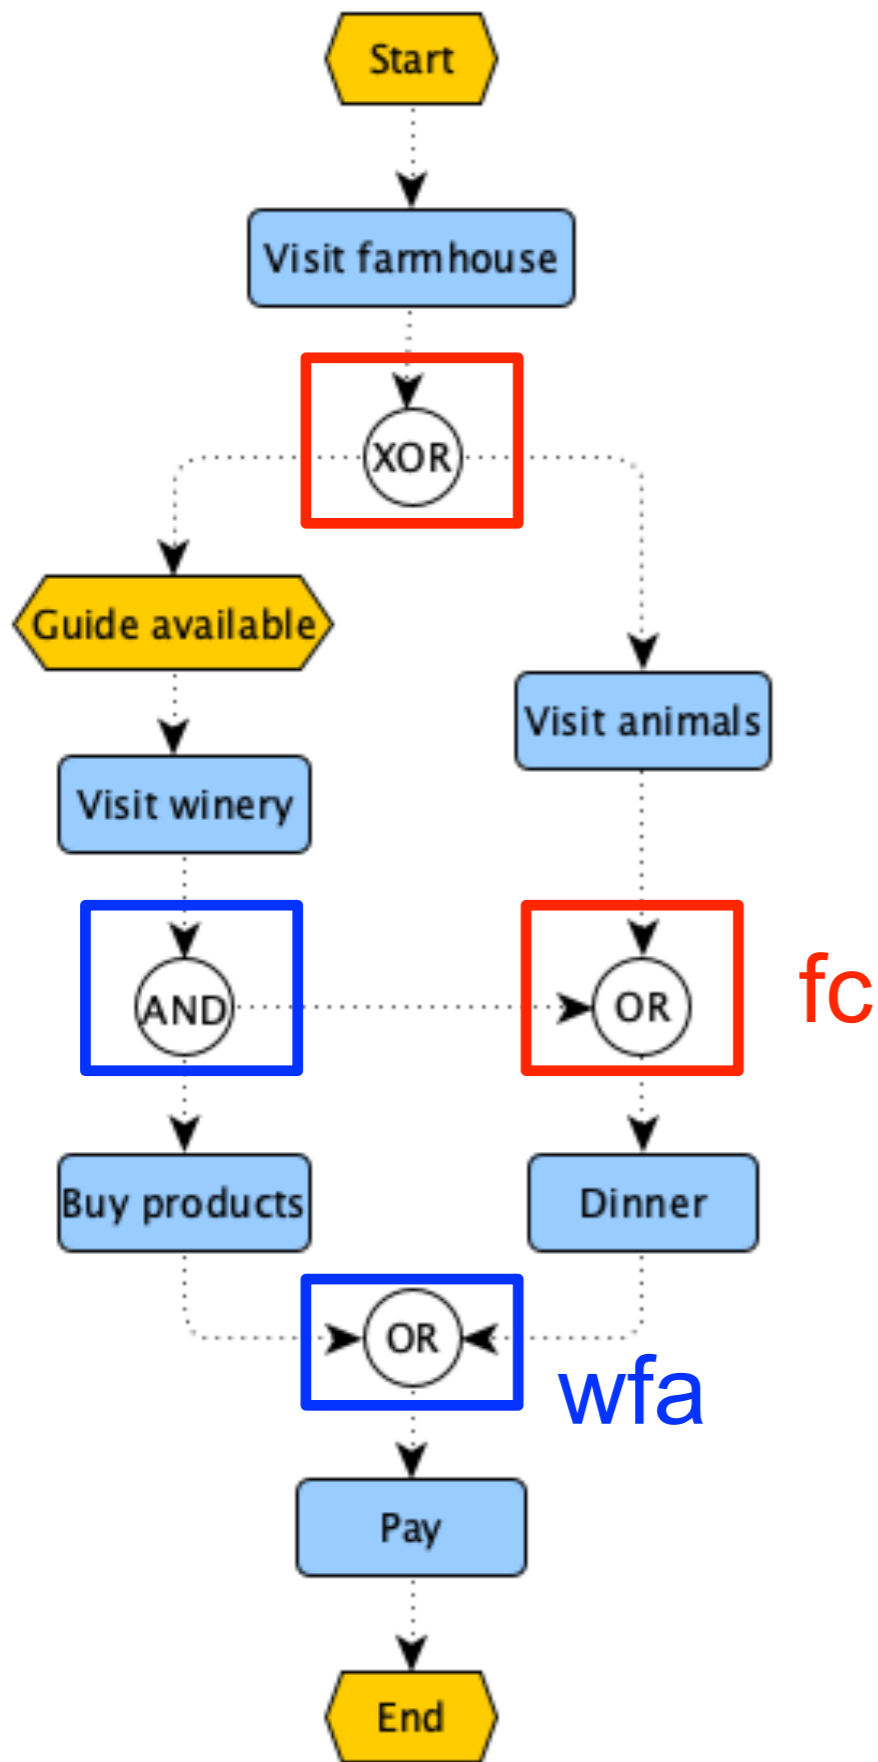 Start
Visit farmhouse
XOR
Guide available
Visit animals
Visit winery
AND
OR
fc
Buy products
Dinner
OR
wfa
Pay
End